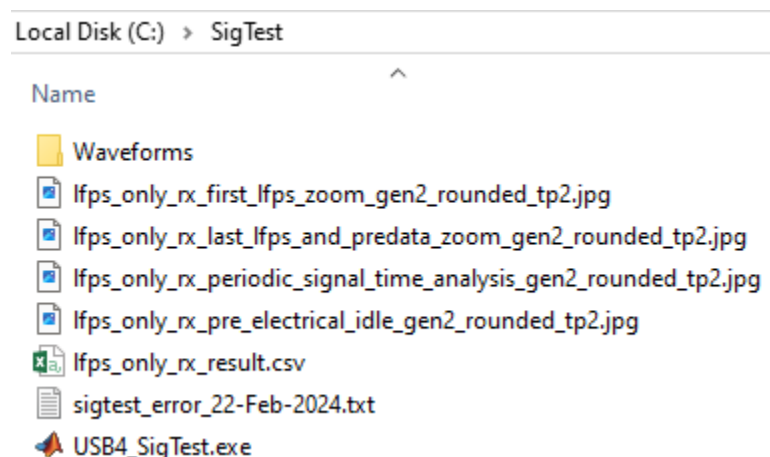 Local Disk (C:) > SigTest
Name
Waveforms
lfps_only_rx_first_lfps_zoom_gen2_rounded_tp2.jpg
lfps_only_rx_last_lfps_and_predata_zoom_gen2_rounded_tp2.jpg
lfps_only_rx_periodic_signal_time_analysis_gen2_rounded_tp2.jpg
lfps_only_rx_pre_electrical_idle_gen2_rounded_tp2.jpg
lfps_only_rx_result.csv
sigtest_error_22-Feb-2024.txt
USB4_SigTest.exe